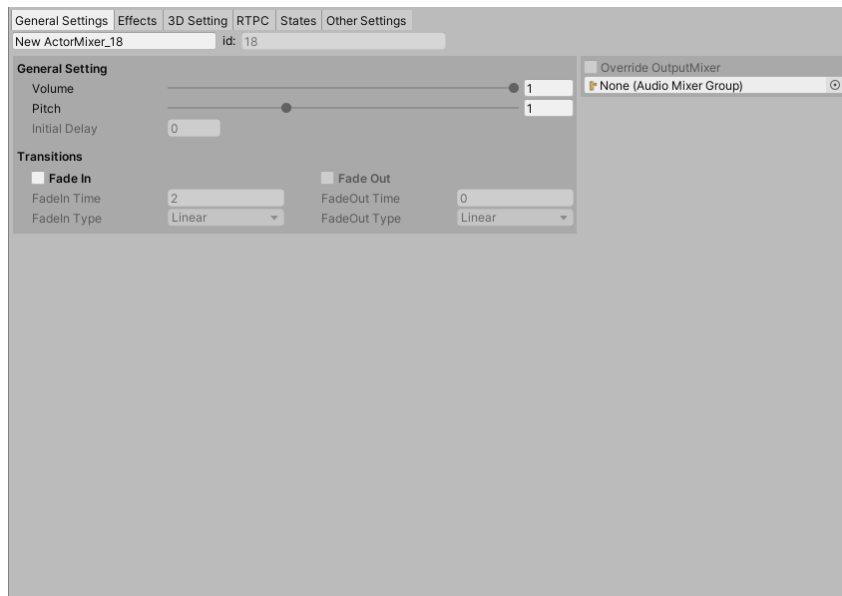 General Settings Effects 3D Setting RTPC States Other Settings
New ActorMixer_18 id: 18
General Setting
Volume 1
Pitch 1
Initial Delay 0
Transitions
Fade In Fade Out
FadeIn Time 2 FadeOut Time 0
FadeIn Type Linear FadeOut Type Linear
Override OutputMixer
None (Audio Mixer Group)